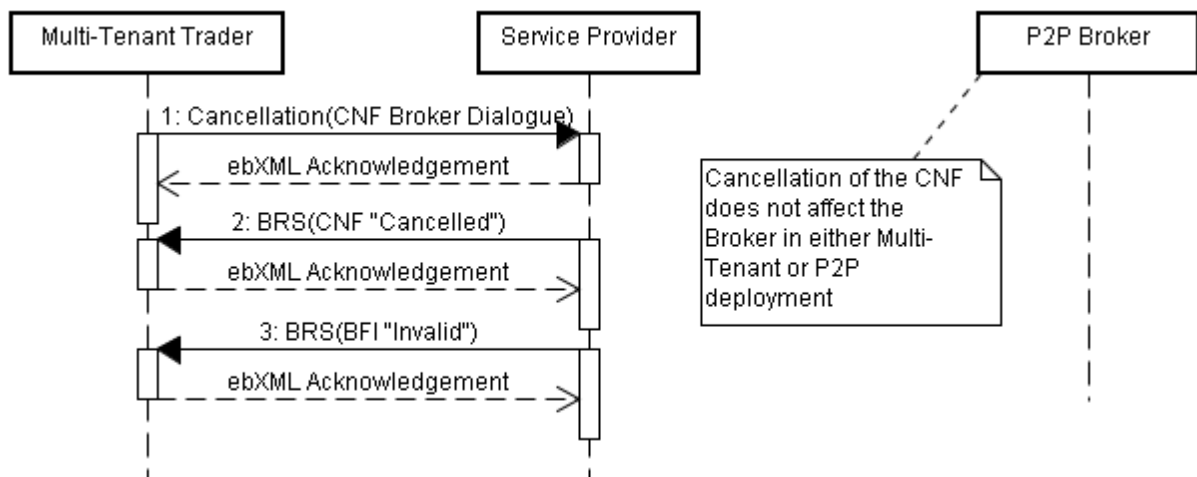 Multi-Tenant Trader
Service Provider
P2P Broker
1: Cancellation(CNF Broker Dialogue)
ebXML Acknowledgement
2: BRS(CNF "Cancelled")
ebXML Acknowledgement
3: BRS(BFI "Invalid")
ebXML Acknowledgement
Cancellation of the CNF
does not affect the
Broker in either Multi-
Tenant or P2P
deployment